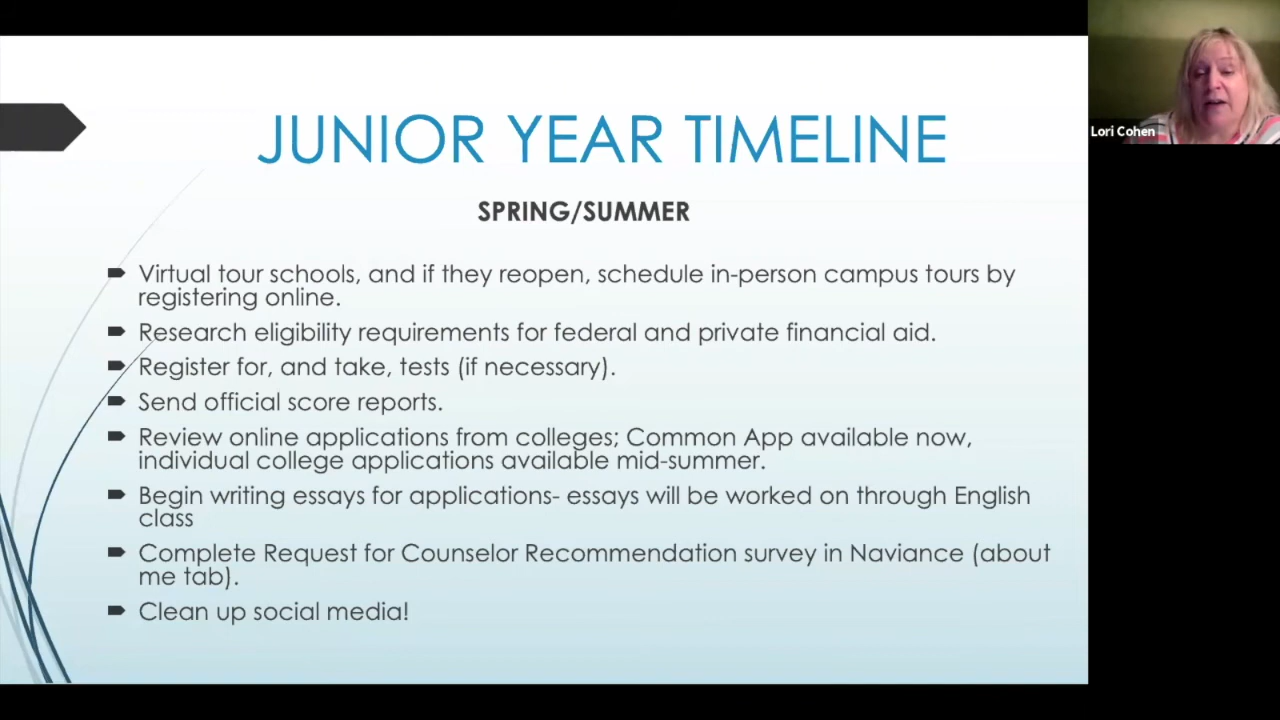 JUNIOR YEAR TIMELINE
SPRING/SUMMER
Virtual tour schools, and if they reopen, schedule in-person campus tours by
registering online.
Research eligibility requirements for federal and private financial aid.
Register for, and take, tests (if necessary).
Send official score reports.
Review online applications from colleges; Common App available now,
individual college applications available mid-summer.
Begin writing essays for applications- essays will be worked on through English
class
Complete Request for Counselor Recommendation survey in Naviance (about
me tab).
Clean up social media!
Lori Cohen